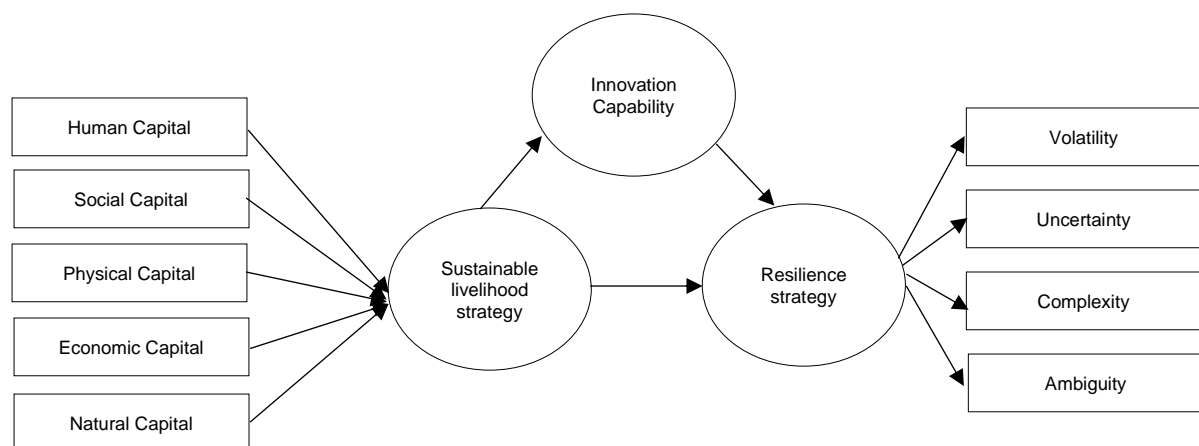 Innovation
Capability
Human Capital
Social Capital
Physical Capital
Economic Capital
Natural Capital
Sustainable
livelihood
strategy
Resilience
strategy
Volatility
Uncertainty
Complexity
Ambiguity